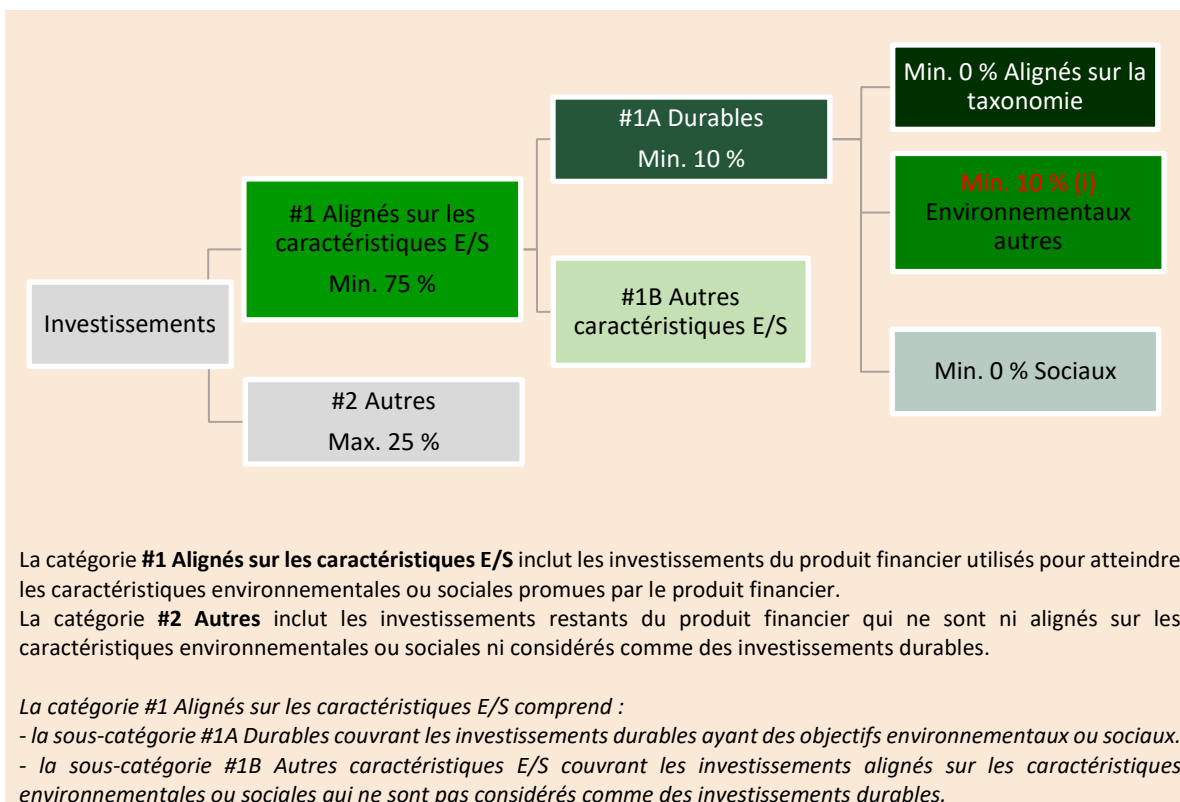 Investissements
#1 Alignés sur les
caractéristiques E/S
Min. 75 %
#2 Autres
Max. 25 %
#1A Durables
Min. 10 %
#1B Autres
caractéristiques E/S
Min. 0 % Alignés sur la
taxonomie
Min. 10 % (i)
Environnementaux
autres
Min. 0 % Sociaux
La catégorie #1 Alignés sur les caractéristiques E/S inclut les investissements du produit financier utilisés pour atteindre
les caractéristiques environnementales ou sociales promues par le produit financier.
La catégorie #2 Autres inclut les investissements restants du produit financier qui ne sont ni alignés sur les
caractéristiques environnementales ou sociales ni considérés comme des investissements durables.
La catégorie #1 Alignés sur les caractéristiques E/S comprend :
- la sous-catégorie #1A Durables couvrant les investissements durables ayant des objectifs environnementaux ou sociaux.
- la sous-catégorie #1B Autres caractéristiques E/S couvrant les investissements alignés sur les caractéristiques
environnementales ou sociales qui ne sont pas considérés comme des investissements durables.